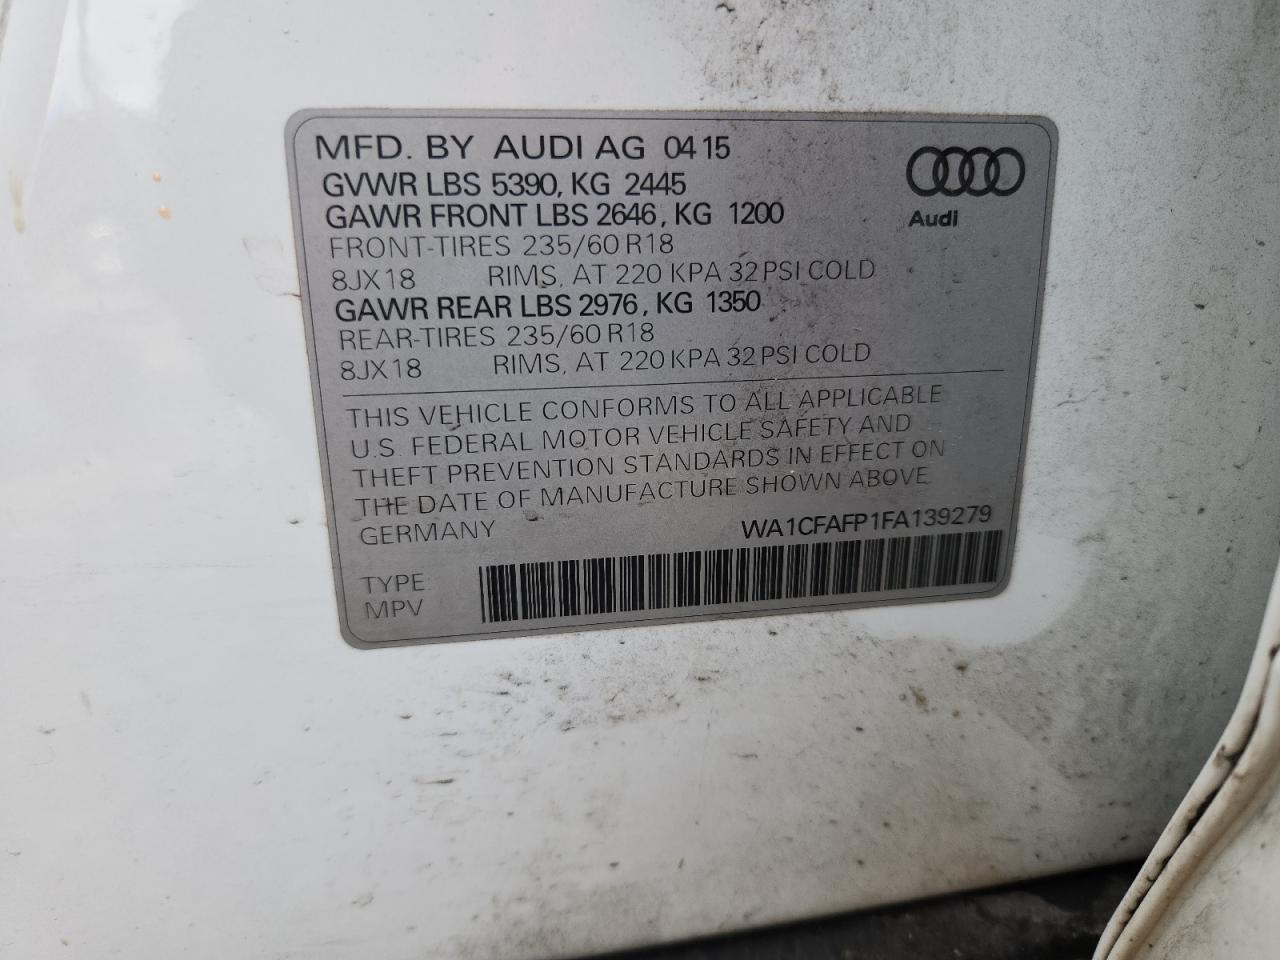 MFD. BY AUDI AG 04 15
GVWR LBS 5390, KG 2445
GAWR FRONT LBS 2646, KG 1200
FRONT-TIRES 235/60 R18
8JX18 RIMS, AT 220 KPA 32 PSI COLD
GAWR REAR LBS 2976, KG 1350
REAR-TIRES 235/60 R18
8JX18 RIMS, AT 220 KPA 32 PSI COLD
Audi
THIS VEHICLE CONFORMS TO ALL APPLICABLE
U.S. FEDERAL MOTOR VEHICLE SAFETY AND
THEFT PREVENTION STANDARDS IN EFFECT ON
THE DATE OF MANUFACTURE SHOWN ABOVE
GERMANY WA1CFAFP1FA139279
TYPE:
MPV